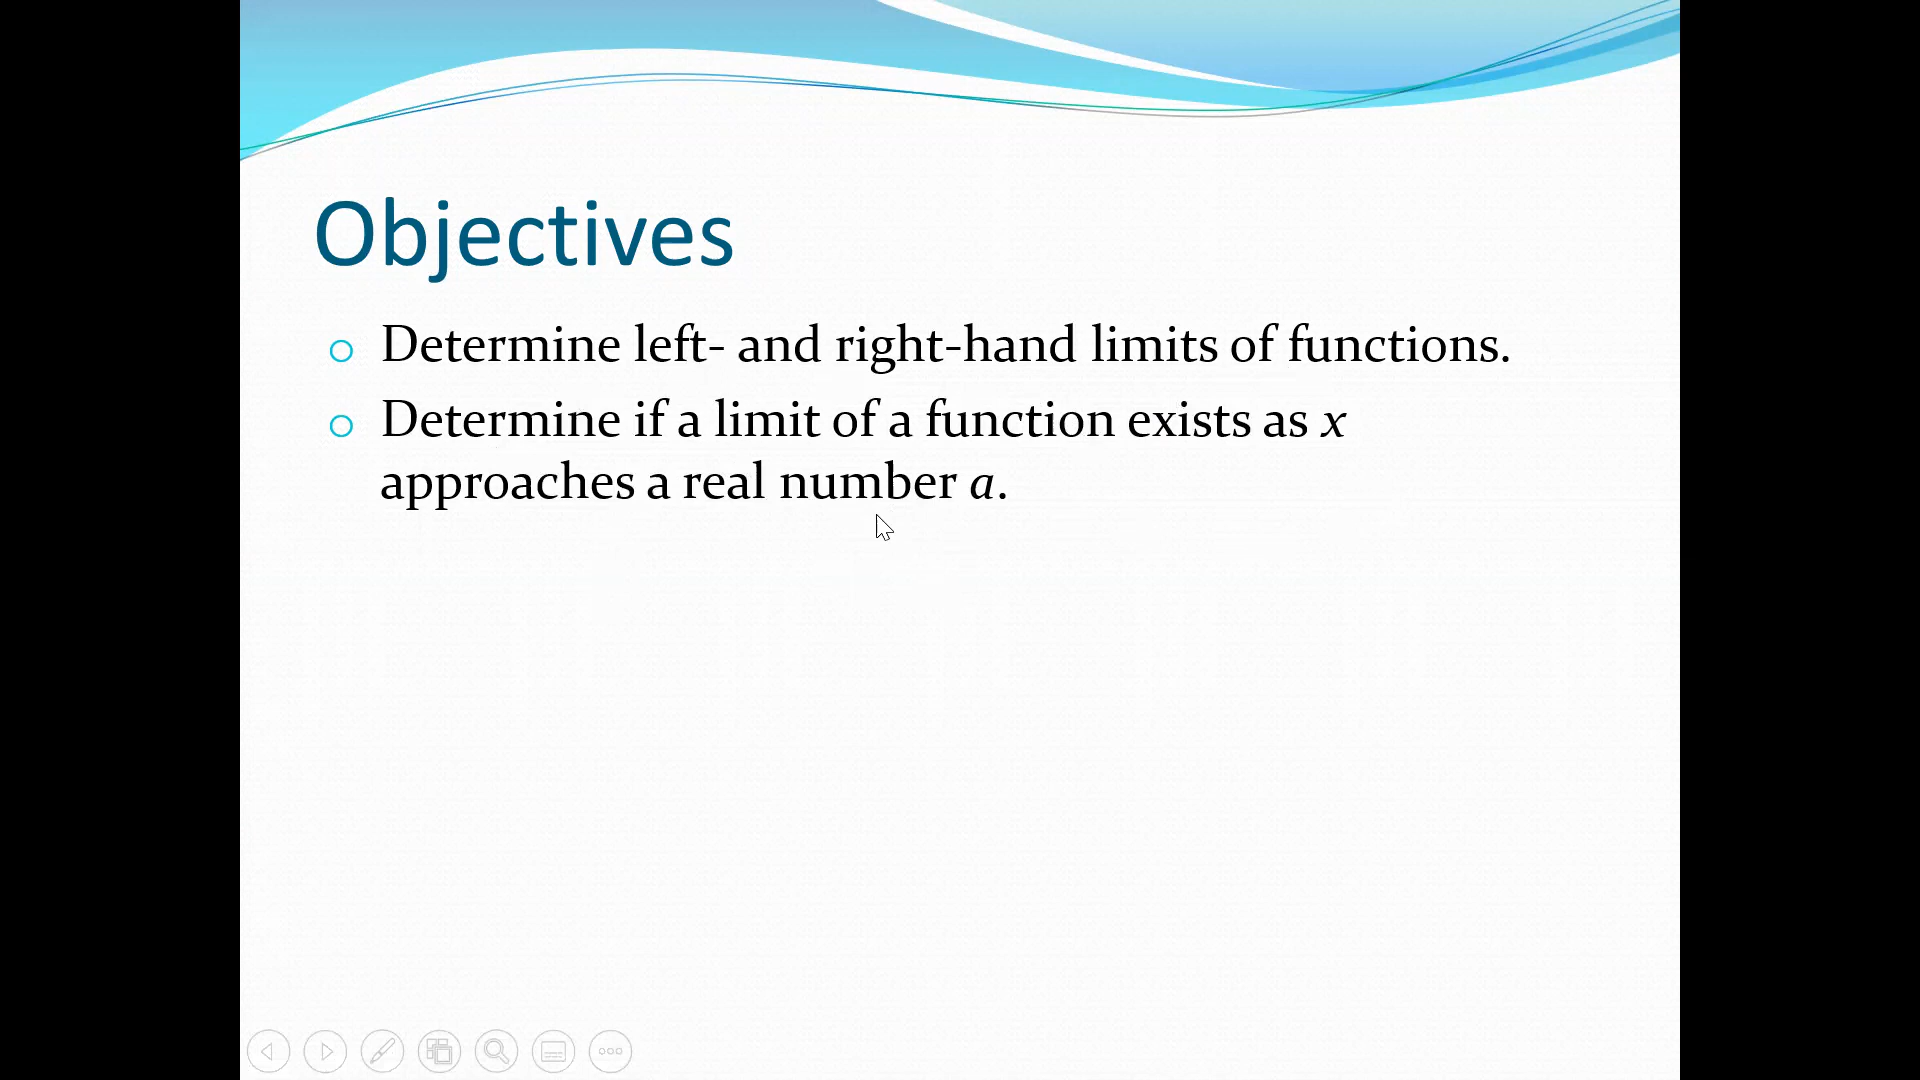 Objectives
Determine left- and right-hand limits of functions.
Determine if a limit of a function exists as x
approaches a real number a.